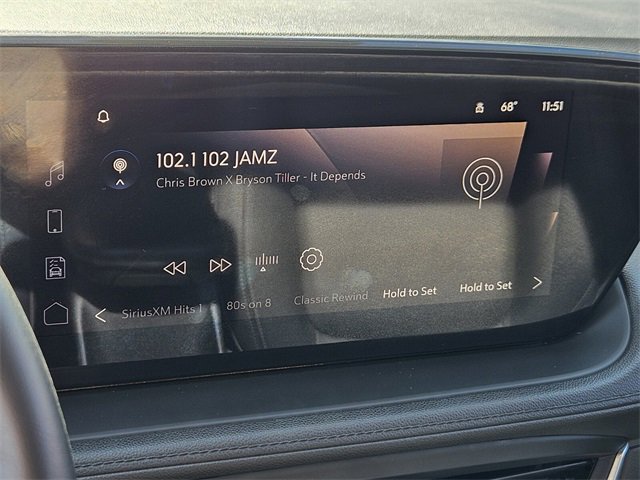 68° 11:51
102.1 102 JAMZ
Chris Brown X Bryson Tiller - It Depends
SiriusXM Hits 1 80s on 8 Classic Rewind Hold to Set Hold to Set